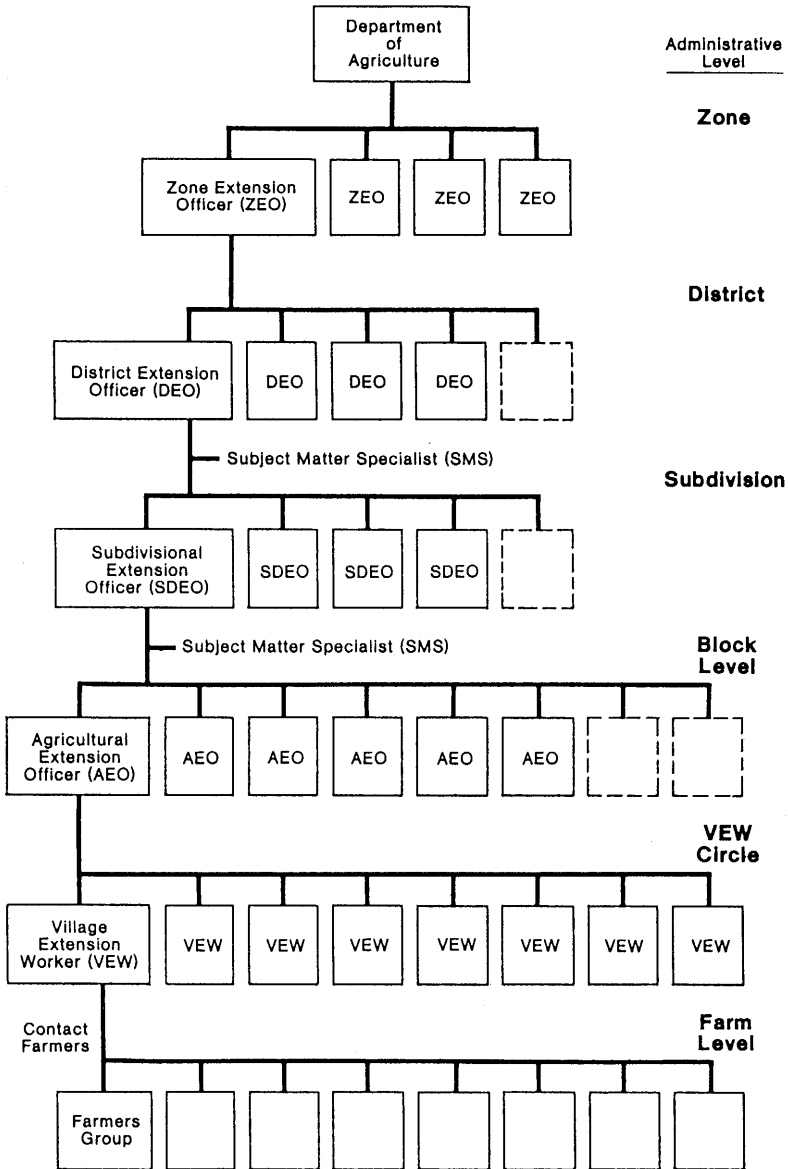 Department
of
Agriculture
Administrative
Level
Zone
Zone Extension
Officer (ZEO)
ZEO
ZEO
ZEO
District
District Extension
Officer (DEO)
DEO
DEO
DEO
Subject Matter Specialist (SMS)
Subdivision
Subdivisional
Extension
Officer (SDEO)
SDEO
SDEO
SDEO
Subject Matter Specialist (SMS)
Block
Level
Agricultural
Extension
Officer (AEO)
AEO
AEO
AEO
AEO
AEO
VEW
Circle
Village
Extension
Worker (VEW)
VEW
VEW
VEW
VEW
VEW
VEW
VEW
Contact
Farmers
Farm
Level
Farmers
Group